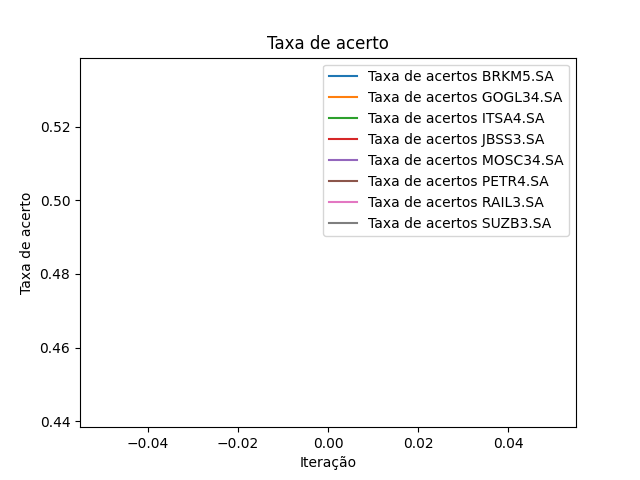 Taxa de acerto
Taxa de acertos BRKM5.SA
Taxa de acertos GOGL34.SA
Taxa de acertos ITSA4.SA
Taxa de acertos JBSS3.SA
Taxa de acertos MOSC34.SA
Taxa de acertos PETR4.SA
Taxa de acertos RAIL3.SA
Taxa de acertos SUZB3.SA
Taxa de acerto
0.52
0.50
0.48
0.46
0.44
−0.04 −0.02 0.00 0.02 0.04
Iteração